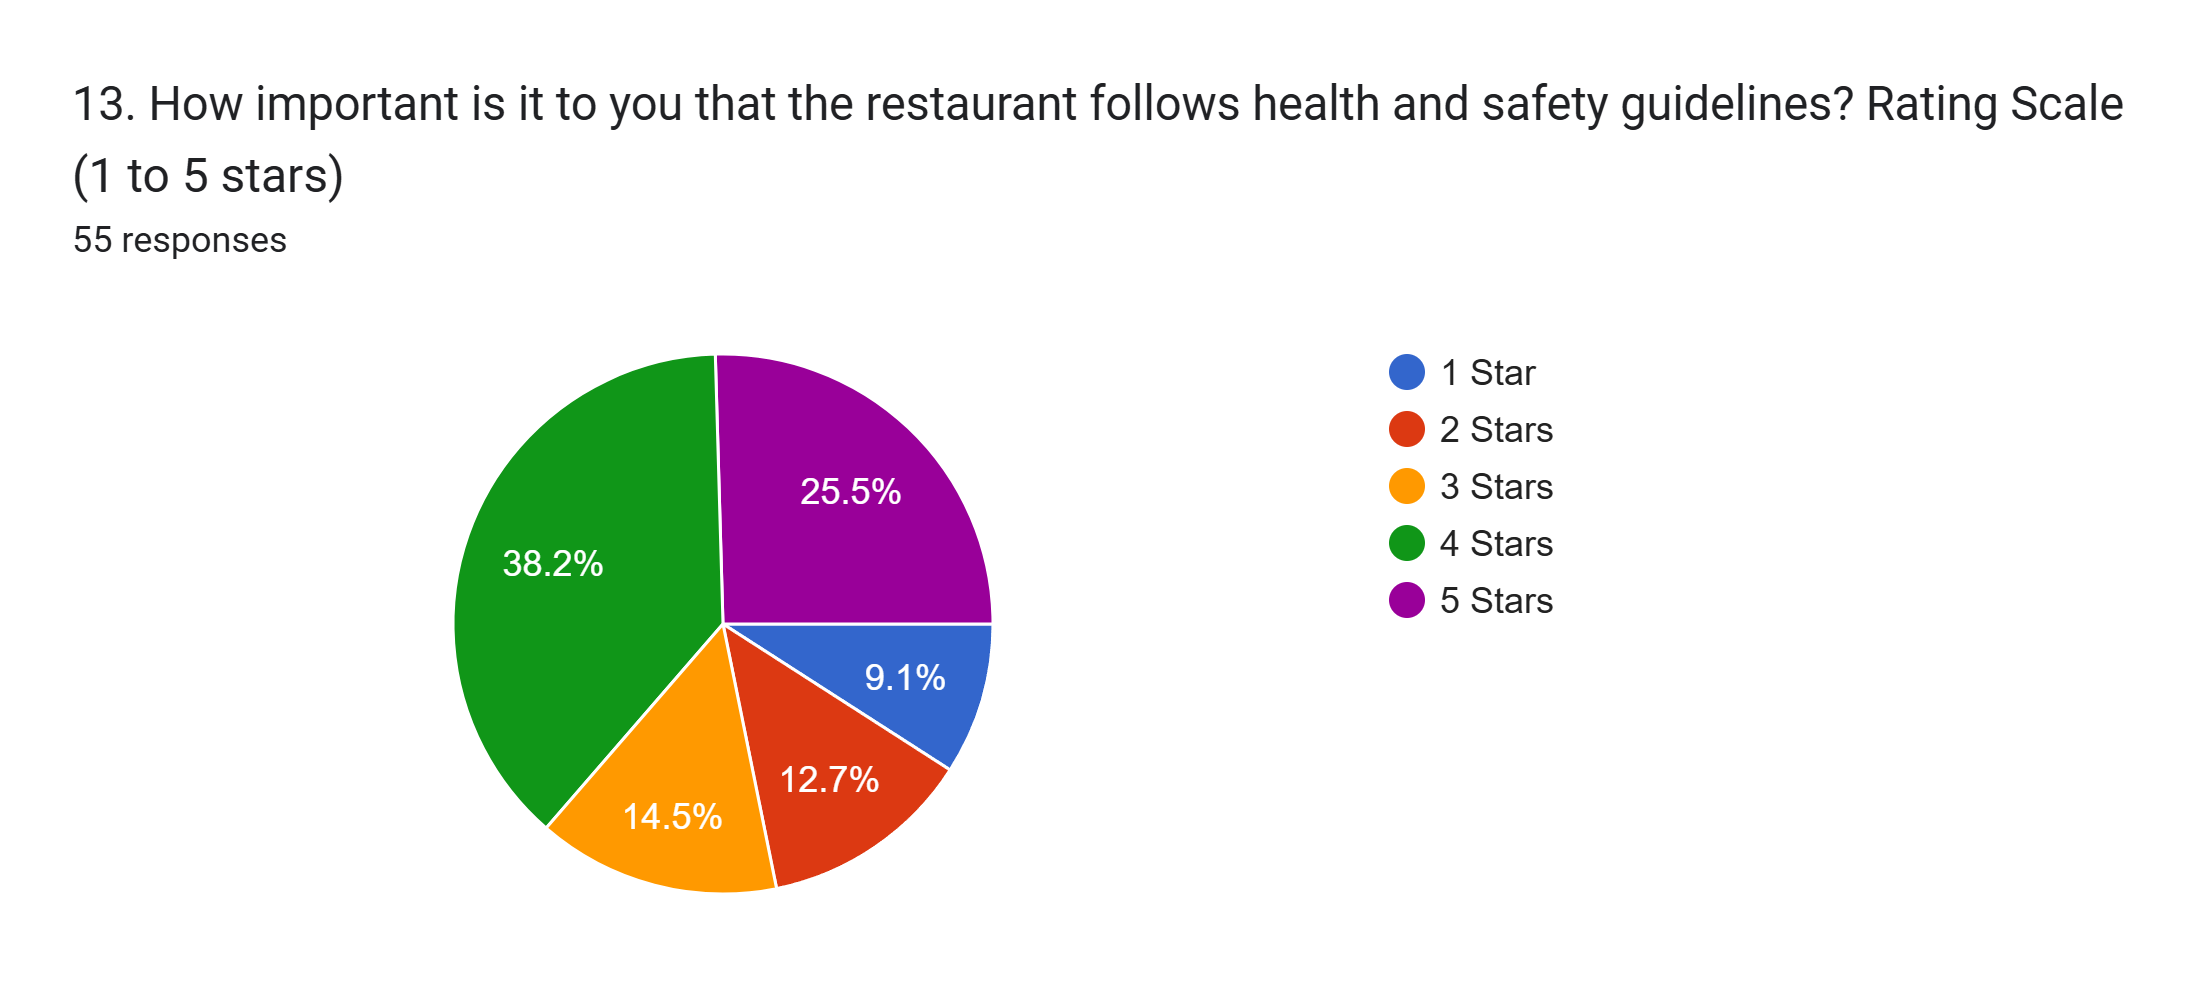 13. How important is it to you that the restaurant follows health and safety guidelines? Rating Scale
(1 to 5 stars)
55 responses
25.5%
38.2%
9.1%
12.7%
14.5%
1 Star
2 Stars
3 Stars
4 Stars
5 Stars